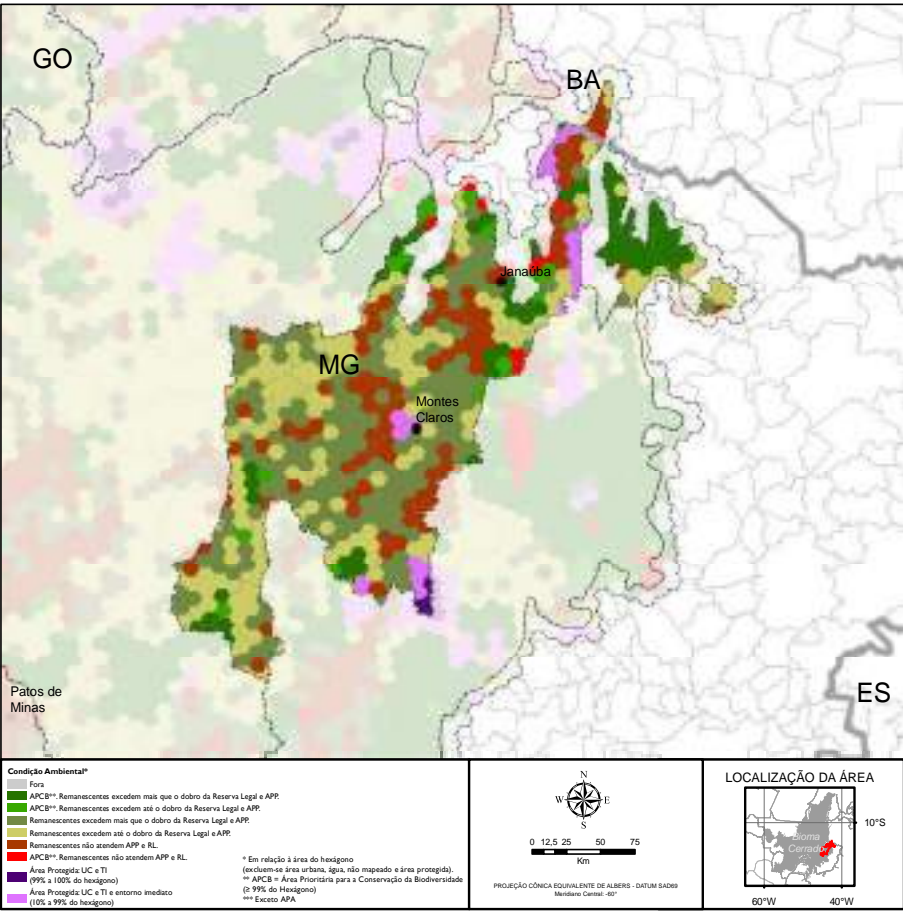 GO
BA
Janaúba
MG
Montes
Claros
Patos de
Minas
ES
Condição Ambiental*
Fora
APCB**. Remanescentes excedem mais que o dobro da Reserva Legal e APP.
APCB**. Remanescentes excedem até o dobro da Reserva Legal e APP.
Remanescentes excedem mais que o dobro da Reserva Legal e APP.
Remanescentes excedem até o dobro da Reserva Legal e APP.
Remanescentes não atendem APP e RL.
APCB**. Remanescentes não atendem APP e RL.
Área Protegida: UC e TI
(99% a 100% do hexágono)
Área Protegida: UC e TI e entorno imediato
(10% a 99% do hexágono)
* Em relação à área do hexágono
(excluem-se área urbana, água, não mapeado e área protegida).
** APCB = Área Prioritária para a Conservação da Biodiversidade
(≥ 99% do Hexágono)
*** Exceto APA
N
W E
S
0 12,5 25 50 75
Km
PROJEÇÃO CÔNICA EQUIVALENTE DE ALBERS - DATUM SAD69
Meridiano Central: -60°
LOCALIZAÇÃO DA ÁREA
10°S
Bioma
Cerrado
60°W 40°W